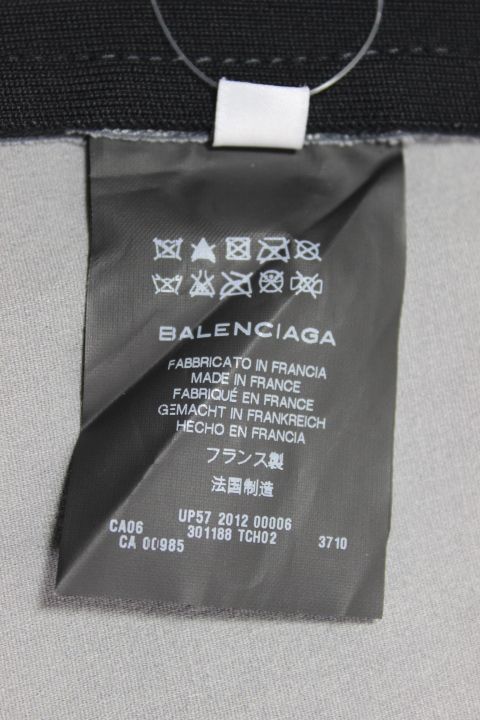 BALENCIAGA
FABBRICATO IN FRANCIA
MADE IN FRANCE
FABRIQUÉ EN FRANCE
GEMACHT IN FRANKREICH
HECHO EN FRANCIA
フランス製
法国制造
UP57 2012 00006
CA06 301188 TCH02 3710
CA 00985